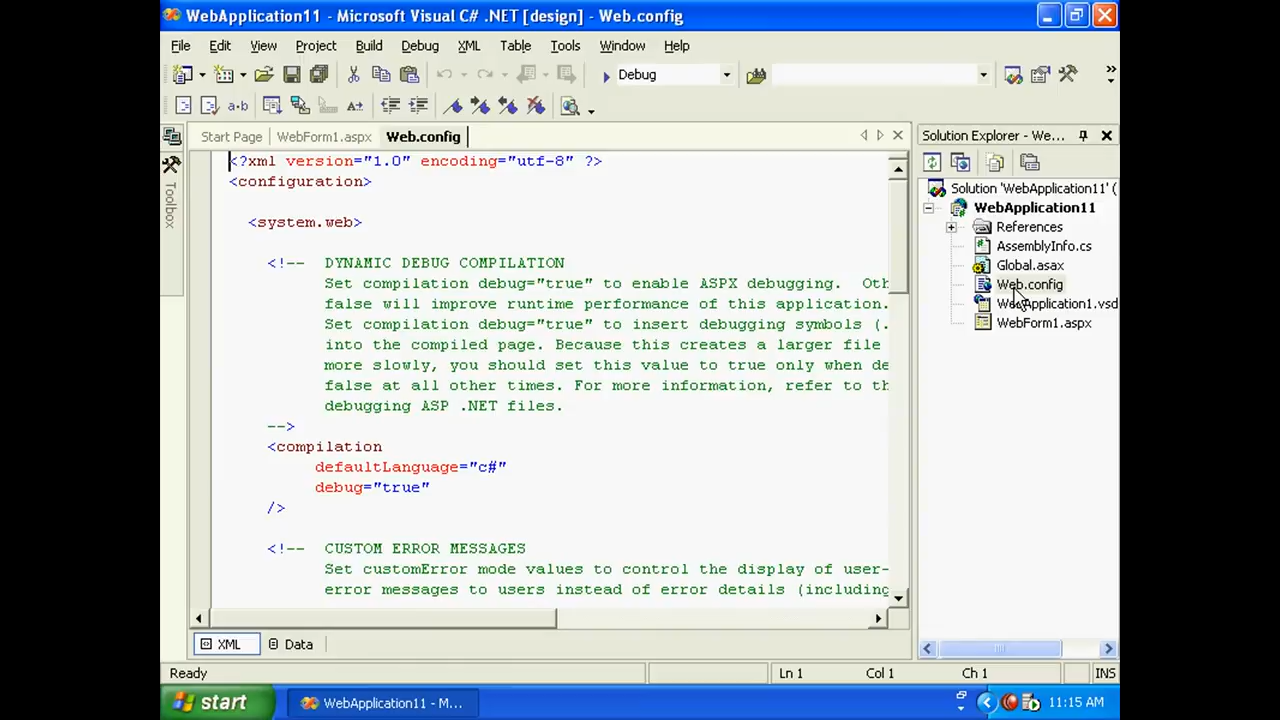 WebApplication11 - Microsoft Visual C# .NET [design] - Web.config
File Edit View Project Build Debug Tools XML Table Tools Window Help
Debug
Start Page WebForm1.aspx Web.config
<?xml version="1.0" encoding="utf-8" ?>
<configuration>
<system.web>
<!-- DYNAMIC DEBUG COMPILATION
Set compilation debug="true" to enable ASPX debugging. Oth
false will improve runtime performance of this application.
Set compilation debug="true" to insert debugging symbols (.
into the compiled page. Because this creates a larger file
more slowly, you should set this value to true only when de
false at all other times. For more information, refer to th
debugging ASP .NET files.
-->
<compilation
defaultLanguage="c#"
debug="true"
/>
<!-- CUSTOM ERROR MESSAGES
Set customError mode values to control the display of user-
error messages to users instead of error details (including
XML Data
Toolbox
Solution Explorer - We...
Solution 'WebApplication11' (
WebApplication11
References
AssemblyInfo.cs
Global.asax
Web.config
WebApplication1.vsd
WebForm1.aspx
Ready Ln 1 Col 1 Ch 1 INS
start WebApplication11 - M... 11:15 AM